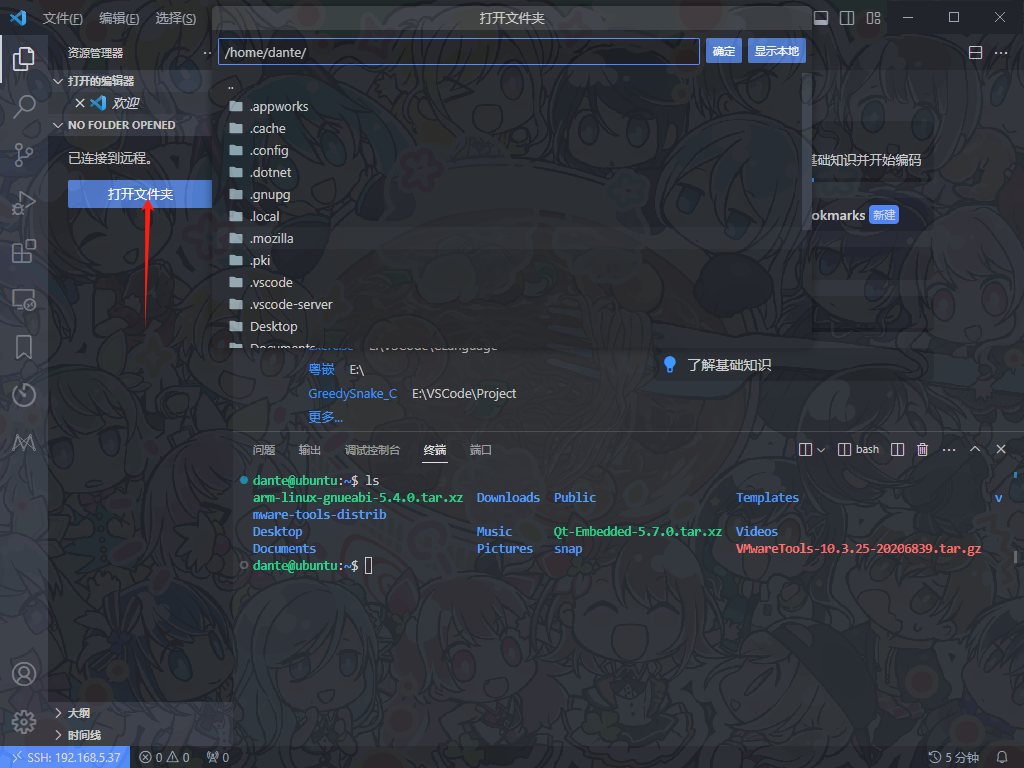 文件(F) 编辑(E) 选择(S) 打开文件夹
资源管理器 ··· /home/dante/ 确定 显示本地
打开的编辑器
欢迎
NO FOLDER OPENED
已连接到远程。
打开文件夹
..
.appworks
.cache
.config
.dotnet
.gnupg
.local
.mozilla
.pki
.vscode
.vscode-server
Desktop
Documents
基础知识并开始编码
okmarks 新建
E:\VSCode\CLanguage
粤嵌 E:\
GreedySnake_C E:\VSCode\Project
更多...
了解基础知识
问题 输出 调试控制台 终端 端口 bash
dante@ubuntu:~$ ls
arm-linux-gnueabi-5.4.0.tar.xz Downloads Public Templates v
mware-tools-distrib
Desktop Music Qt-Embedded-5.7.0.tar.xz Videos
Documents Pictures snap VMwareTools-10.3.25-20206839.tar.gz
dante@ubuntu:~$
大纲
时间线
SSH: 192.168.5.37 0 0 0 5 分钟